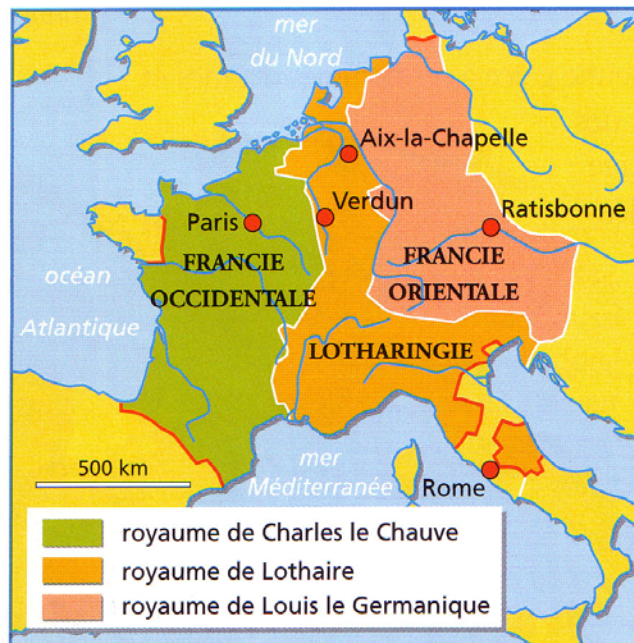 mer
du Nord
Aix-la-Chapelle
Verdun
Paris
Ratisbonne
FRANCIE
OCCIDENTALE
FRANCIE
ORIENTALE
océan
Atlantique
LOTHARINGIE
500 km
mer
Méditerranée
Rome
royaume de Charles le Chauve
royaume de Lothaire
royaume de Louis le Germanique